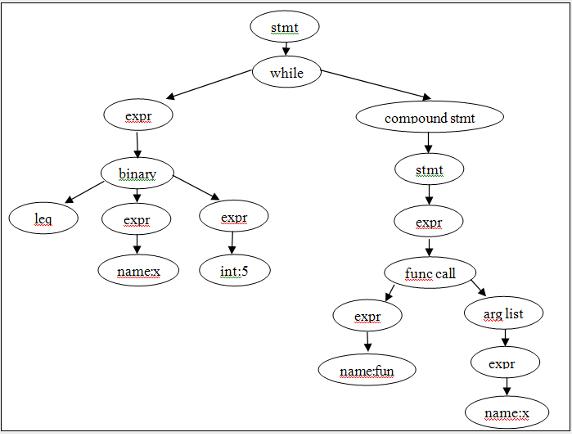 stmt
while
expr
compound stmt
binary
stmt
leq
expr
expr
expr
name:x
int:5
func call
expr
arg list
name:fun
expr
name:x